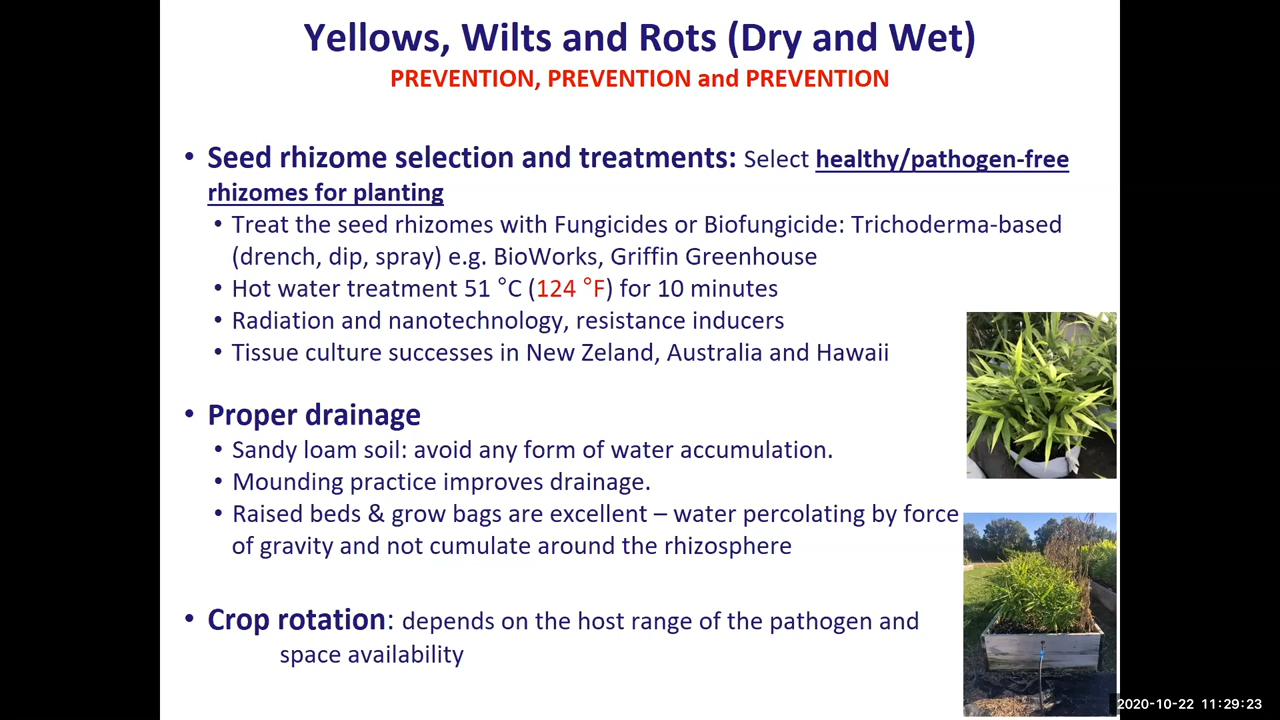 Yellows, Wilts and Rots (Dry and Wet)
PREVENTION, PREVENTION and PREVENTION
• Seed rhizome selection and treatments: Select healthy/pathogen-free
rhizomes for planting
• Treat the seed rhizomes with Fungicides or Biofungicide: Trichoderma-based
(drench, dip, spray) e.g. BioWorks, Griffin Greenhouse
• Hot water treatment 51 °C (124 °F) for 10 minutes
• Radiation and nanotechnology, resistance inducers
• Tissue culture successes in New Zeland, Australia and Hawaii
• Proper drainage
• Sandy loam soil: avoid any form of water accumulation.
• Mounding practice improves drainage.
• Raised beds & grow bags are excellent – water percolating by force
of gravity and not cumulate around the rhizosphere
• Crop rotation: depends on the host range of the pathogen and
space availability
2020-10-22 11:29:23